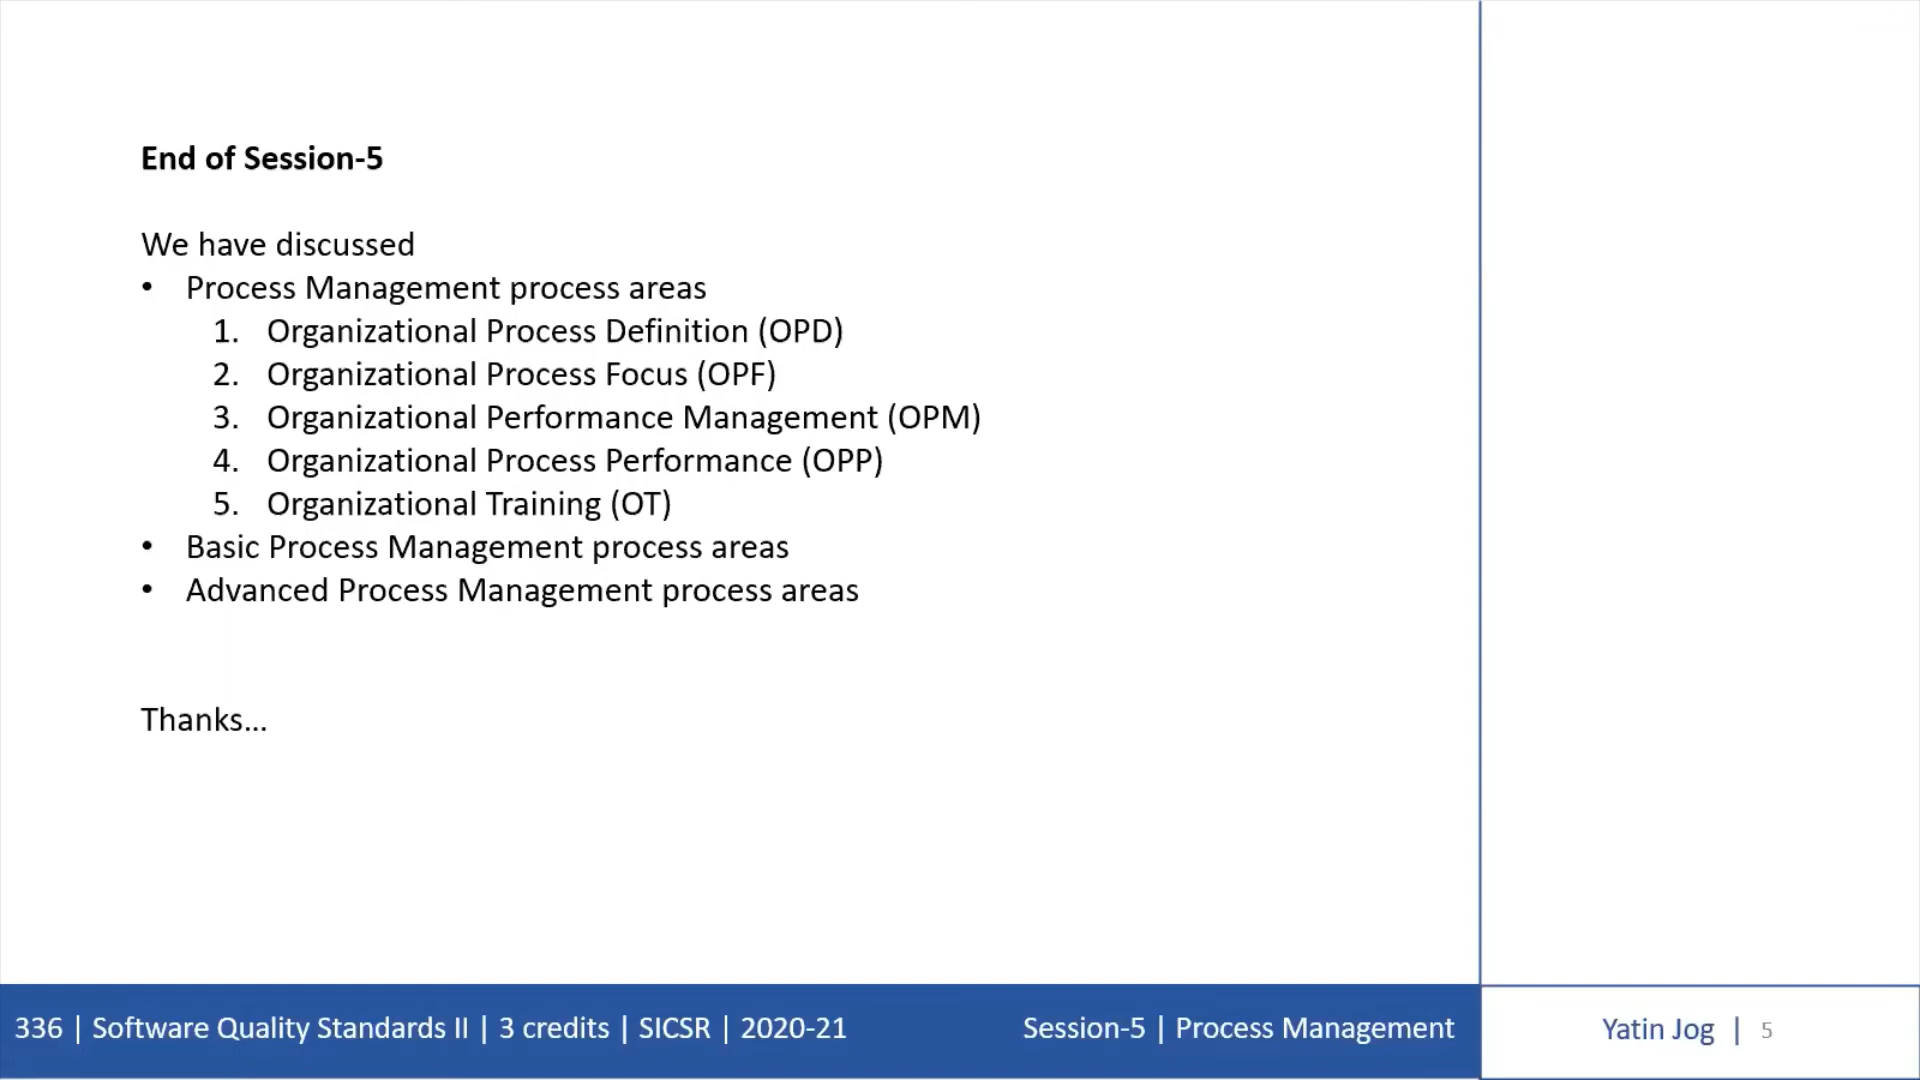 End of Session-5
We have discussed
• Process Management process areas
1. Organizational Process Definition (OPD)
2. Organizational Process Focus (OPF)
3. Organizational Performance Management (OPM)
4. Organizational Process Performance (OPP)
5. Organizational Training (OT)
• Basic Process Management process areas
• Advanced Process Management process areas
Thanks...
336 | Software Quality Standards II | 3 credits | SICSR | 2020-21 Session-5 | Process Management Yatin Jog | 5